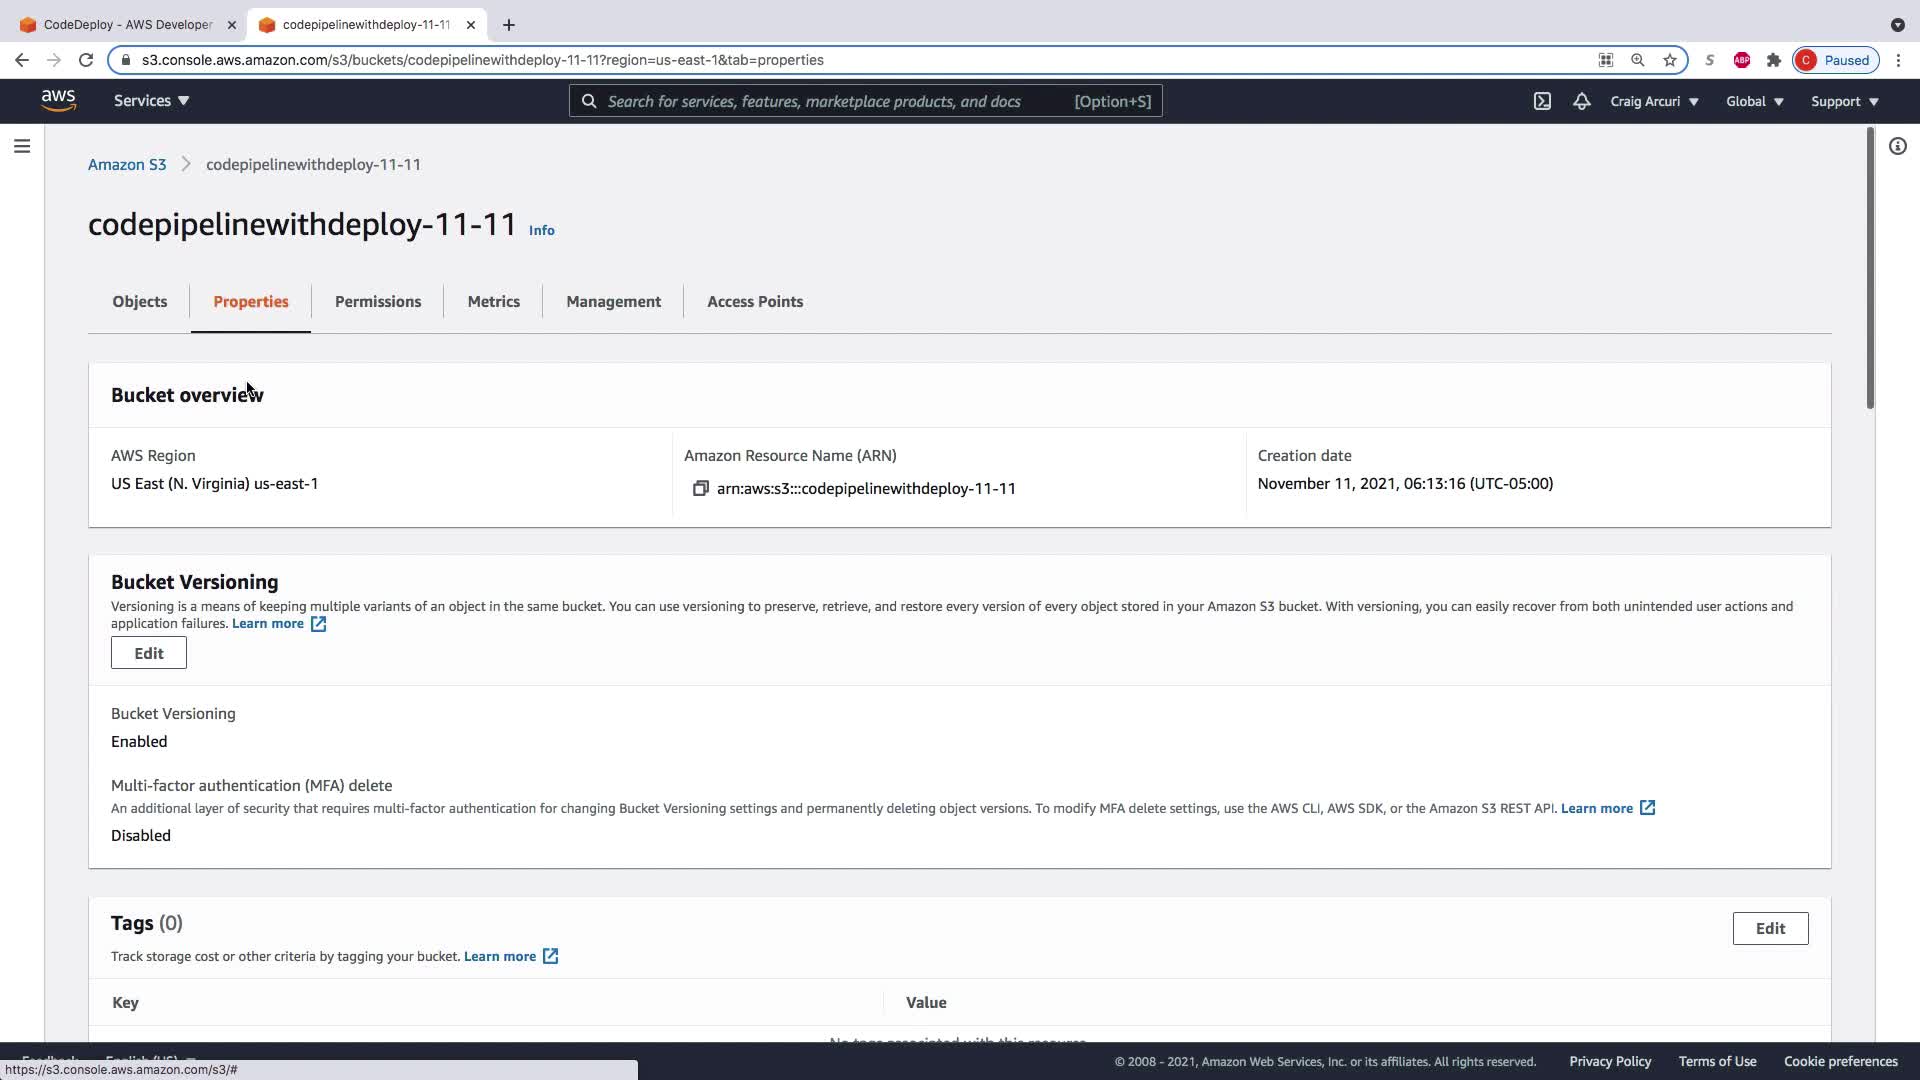 CodeDeploy - AWS Developer
codepipelinewithdeploy-11-11
s3.console.aws.amazon.com/s3/buckets/codepipelinewithdeploy-11-11?region=us-east-1&tab=properties
S
ABP
C Paused
aws
Services
Search for services, features, marketplace products, and docs [Option+S]
Craig Arcuri
Global
Support
Amazon S3
codepipelinewithdeploy-11-11
codepipelinewithdeploy-11-11 Info
Objects
Properties
Permissions
Metrics
Management
Access Points
Bucket overview
AWS Region
US East (N. Virginia) us-east-1
Amazon Resource Name (ARN)
arn:aws:s3:::codepipelinewithdeploy-11-11
Creation date
November 11, 2021, 06:13:16 (UTC-05:00)
Bucket Versioning
Versioning is a means of keeping multiple variants of an object in the same bucket. You can use versioning to preserve, retrieve, and restore every version of every object stored in your Amazon S3 bucket. With versioning, you can easily recover from both unintended user actions and
application failures. Learn more
Edit
Bucket Versioning
Enabled
Multi-factor authentication (MFA) delete
An additional layer of security that requires multi-factor authentication for changing Bucket Versioning settings and permanently deleting object versions. To modify MFA delete settings, use the AWS CLI, AWS SDK, or the Amazon S3 REST API. Learn more
Disabled
Tags (0)
Edit
Track storage cost or other criteria by tagging your bucket. Learn more
Key
Value
No tags associated with this resource
Feedback
English (US)
© 2008 - 2021, Amazon Web Services, Inc. or its affiliates. All rights reserved.
Privacy Policy
Terms of Use
Cookie preferences
https://s3.console.aws.amazon.com/s3/#